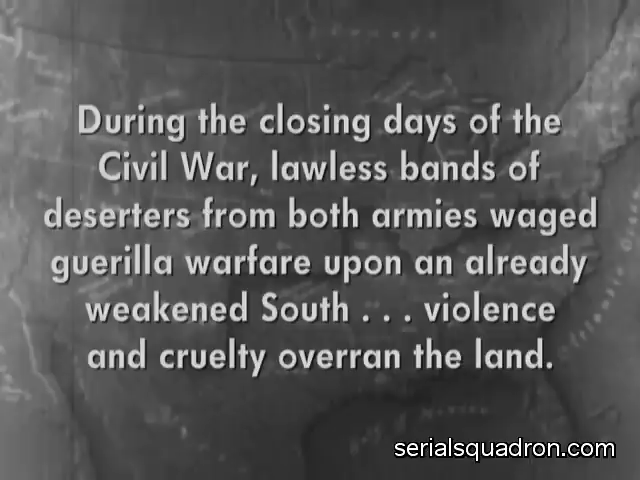 During the closing days of the
Civil War, lawless bands of
deserters from both armies waged
guerilla warfare upon an already
weakened South . . . violence
and cruelty overran the land.
serialsquadron.com